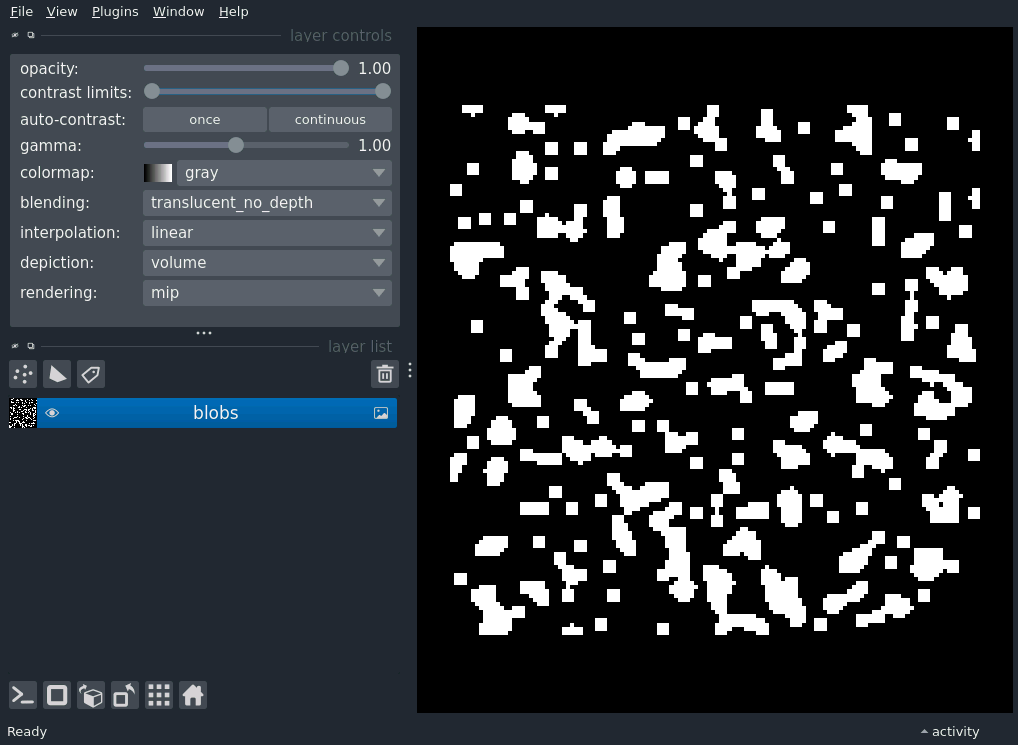 File View Plugins Window Help
layer controls
opacity: 1.00
contrast limits:
auto-contrast: once continuous
gamma: 1.00
colormap: gray
blending: translucent_no_depth
interpolation: linear
depiction: volume
rendering: mip
layer list
blobs
Ready
activity